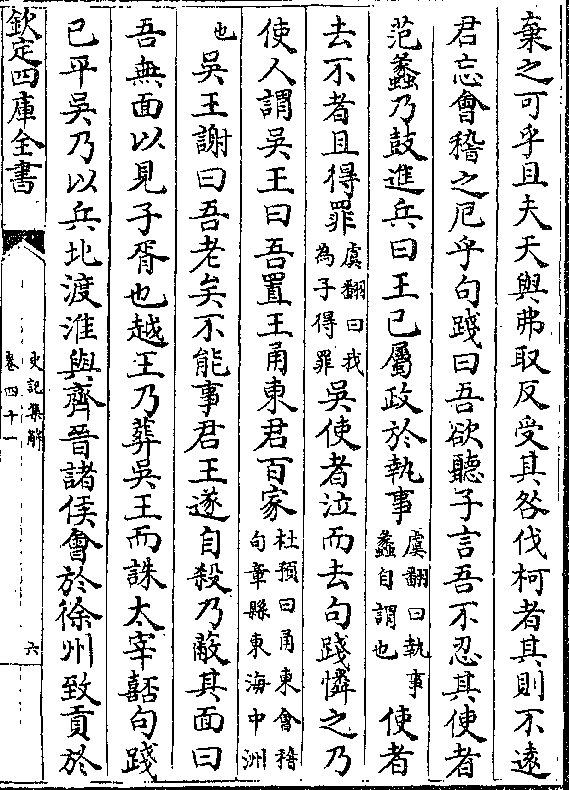 棄之可乎且夫天與弗取反受其咎伐柯者其則不逺
君忘會稽之厄乎句踐曰吾欲聽子言吾不忍其使者
范蠡乃鼓進兵曰王已屬政於執事虞翻曰執事蠡自謂也使者
去不者且得罪虞翻曰我為子得罪吳使者泣而去句踐憐之乃
使人謂吳王曰吾置王甬東君百家杜預曰甬東會稽句章縣東海中洲
也吳王謝曰吾老矣不能事君王遂自殺乃蔽其面曰
吾無面以見子胥也越王乃葬吳王而誅太宰嚭句踐
已平吳乃以兵北渡淮與齊晉諸侯會於徐州致貢於
欽定四庫全書
史記集解
卷四十一
六